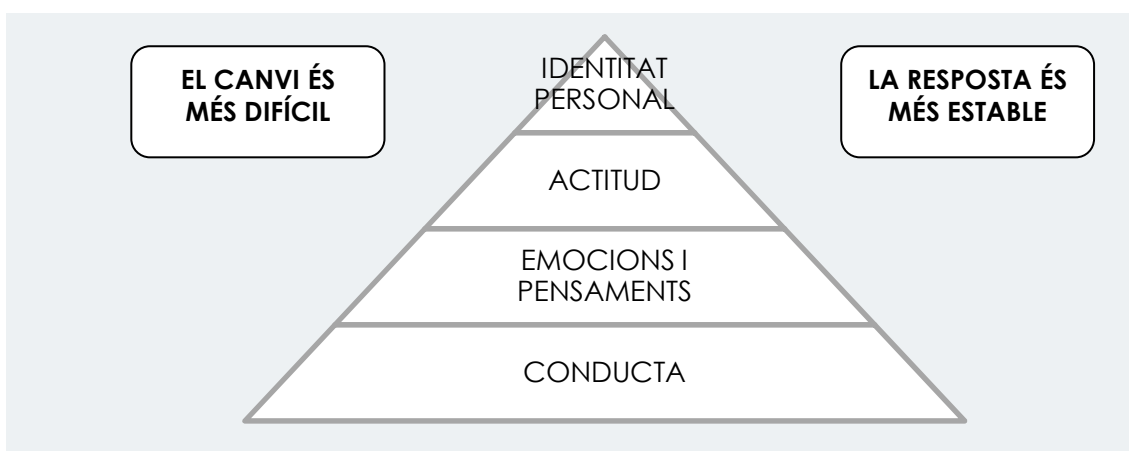 EL CANVI ÉS
MÉS DIFÍCIL
IDENTITAT
PERSONAL
LA RESPOSTA ÉS
MÉS ESTABLE
ACTITUD
EMOCIONS I
PENSAMENTS
CONDUCTA